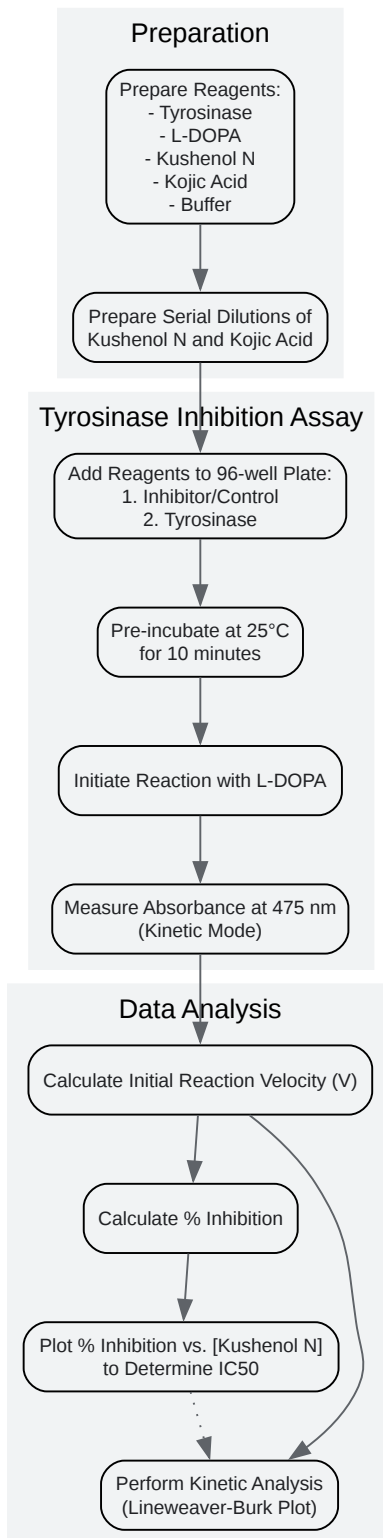 Preparation
Prepare Reagents:
- Tyrosinase
- L-DOPA
- Kushenol N
- Kojic Acid
- Buffer
Prepare Serial Dilutions of
Kushenol N and Kojic Acid
Tyrosinase Inhibition Assay
Add Reagents to 96-well Plate:
1. Inhibitor/Control
2. Tyrosinase
Pre-incubate at 25°C
for 10 minutes
Initiate Reaction with L-DOPA
Measure Absorbance at 475 nm
(Kinetic Mode)
Data Analysis
Calculate Initial Reaction Velocity (V)
Calculate % Inhibition
Plot % Inhibition vs. [Kushenol N]
to Determine IC50
Perform Kinetic Analysis
(Lineweaver-Burk Plot)